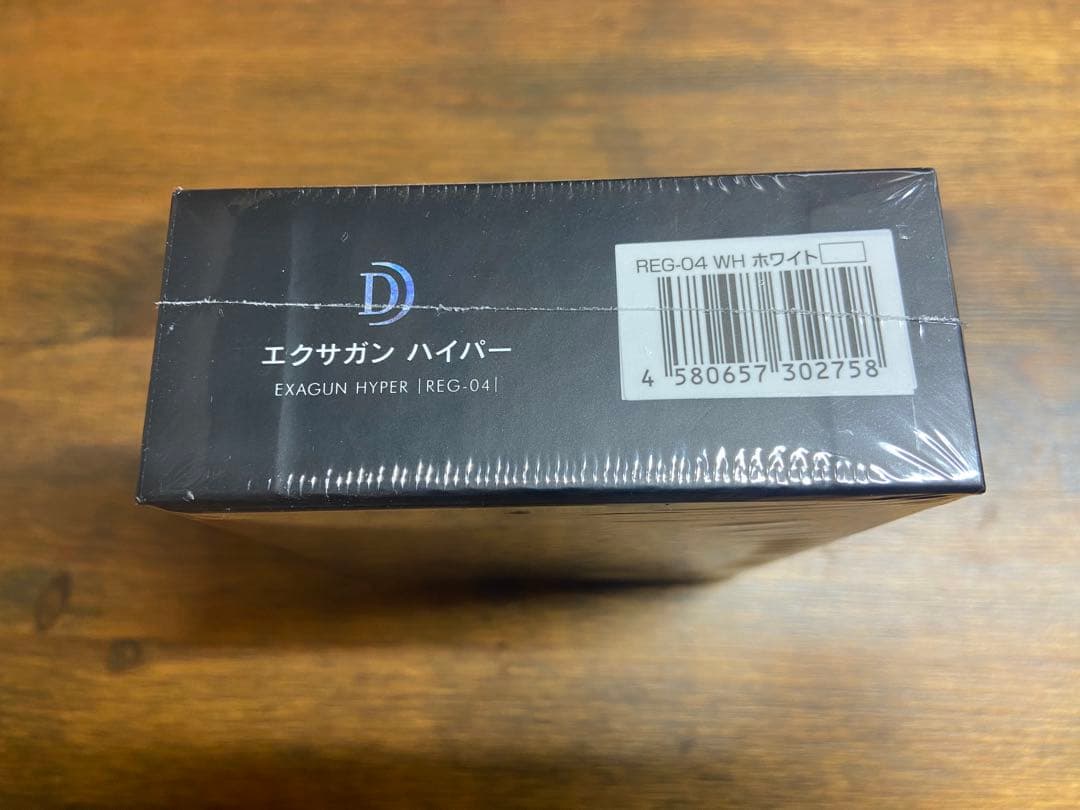 D
エクサガン ハイパー
EXAGUN HYPER |REG-04|
REG-04 WH ホワイト
4 580657 302758